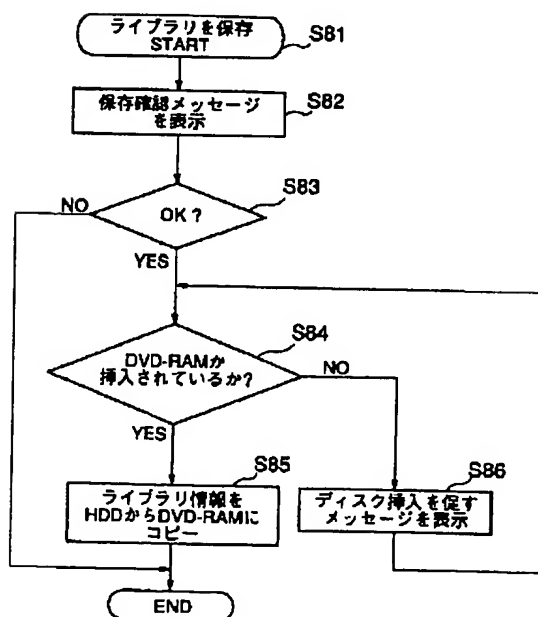 ライブラリを保存
START
S81
保存確認メッセージ
を表示
S82
OK?
S83
NO
YES
DVD-RAMが
挿入されているか?
S84
NO
YES
ライブラリ情報を
HDDからDVD-RAMに
コピー
S85
ディスク挿入を促す
メッセージを表示
S86
END